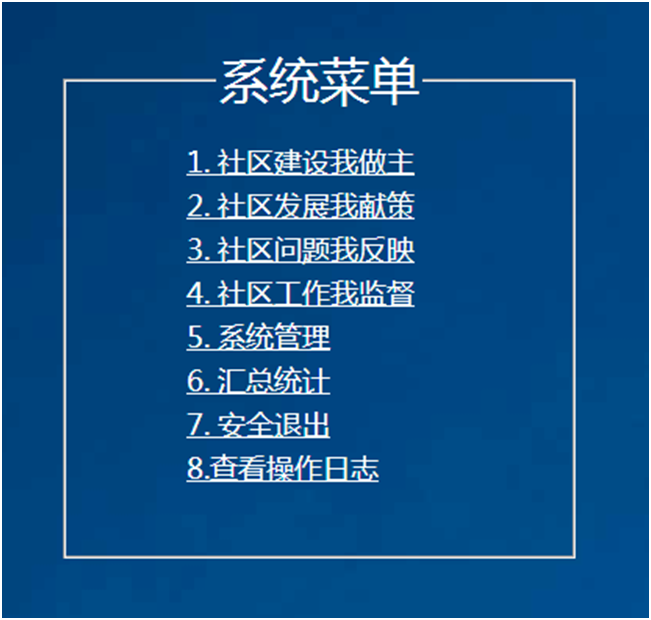 系统菜单
1. 社区建设我做主
2. 社区发展我献策
3. 社区问题我反映
4. 社区工作我监督
5. 系统管理
6. 汇总统计
7. 安全退出
8.查看操作日志